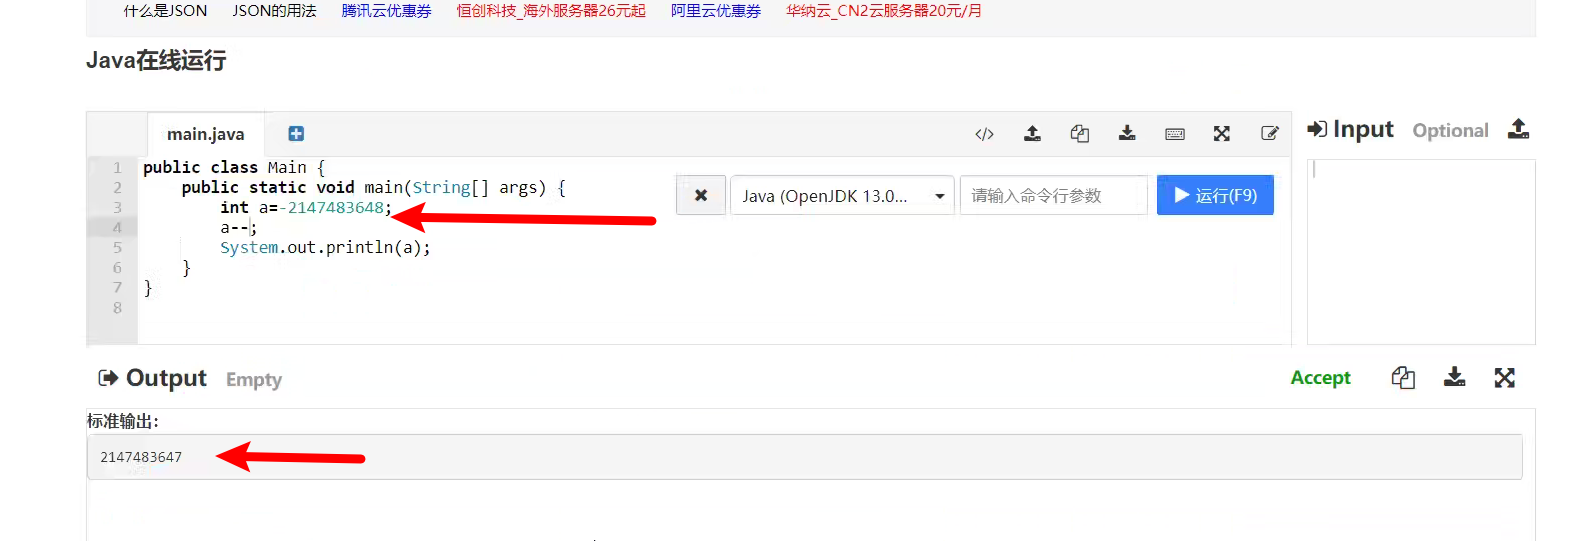 什么是JSON JSON的用法 腾讯云优惠券 恒创科技_海外服务器26元起 阿里云优惠券 华纳云_CN2云服务器20元/月
Java在线运行
main.java
Input Optional
1 public class Main {
2 public static void main(String[] args) {
3 int a=-2147483648;
4 a--;
5 System.out.println(a);
6 }
7 }
8
Java (OpenJDK 13.0... 请输入命令行参数 运行(F9)
Output Empty Accept
标准输出:
2147483647